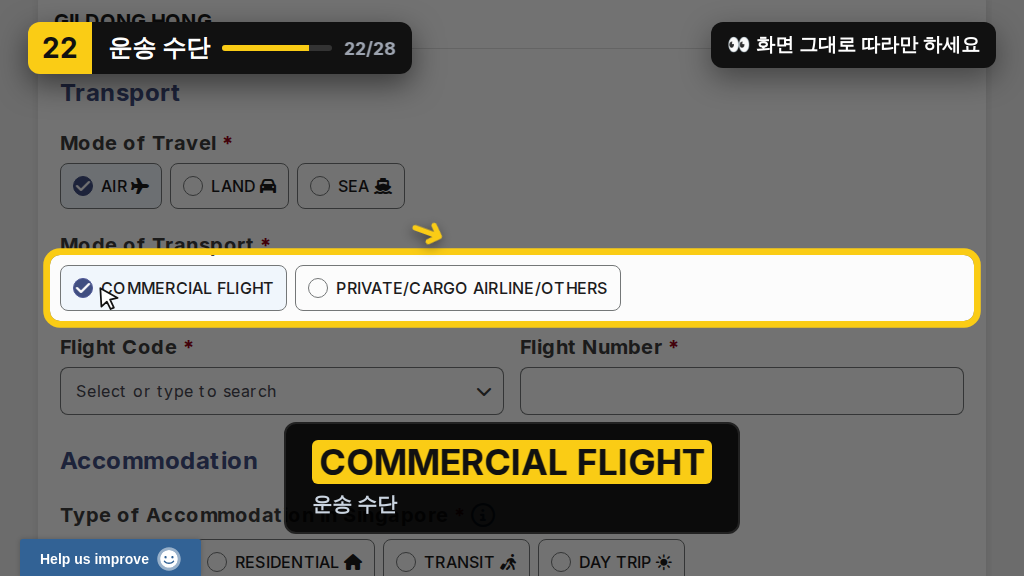 GILDONG HONG
22 운송 수단 22/28
👀 화면 그대로 따라만 하세요
Transport
Mode of Travel *
AIR LAND SEA
Mode of Transport *
COMMERCIAL FLIGHT PRIVATE/CARGO AIRLINE/OTHERS
Flight Code * Flight Number *
Select or type to search
Accommodation
COMMERCIAL FLIGHT
운송 수단
Type of Accommodation in Singapore *
RESIDENTIAL TRANSIT DAY TRIP
Help us improve